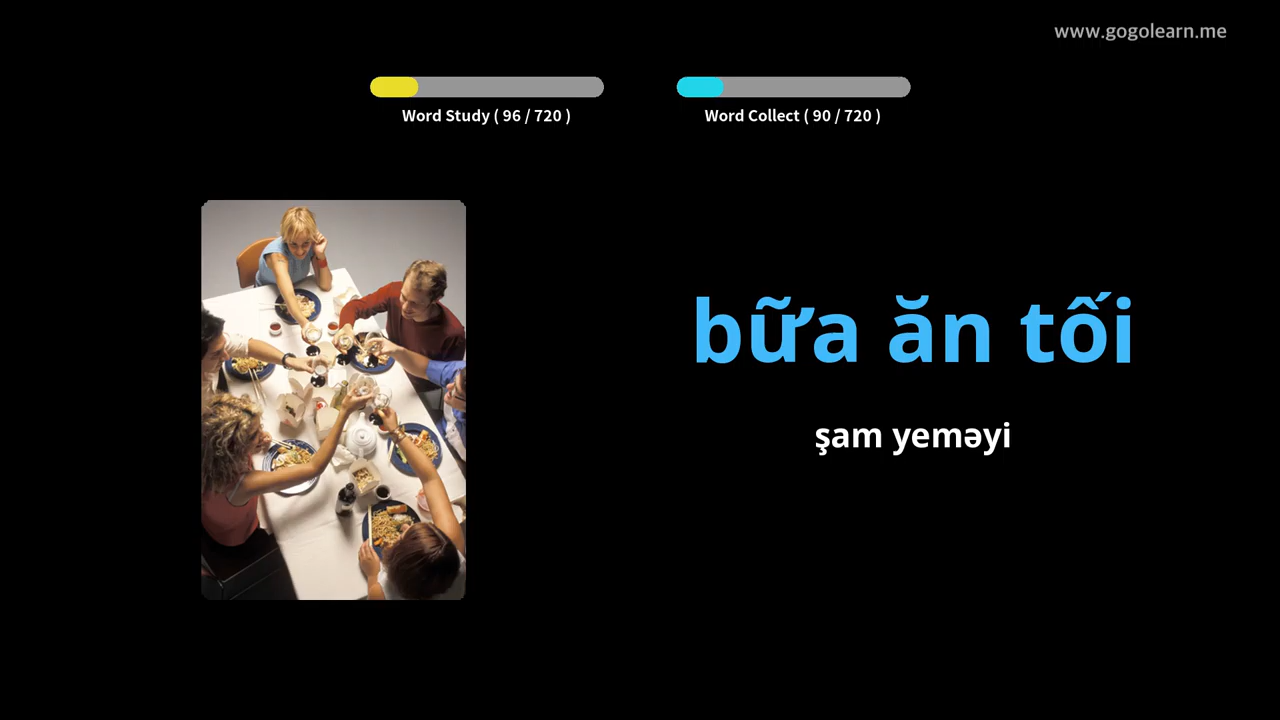 www.gogolearn.me
Word Study ( 96 / 720 )
Word Collect ( 90 / 720 )
bữa ăn tối
şam yeməyi